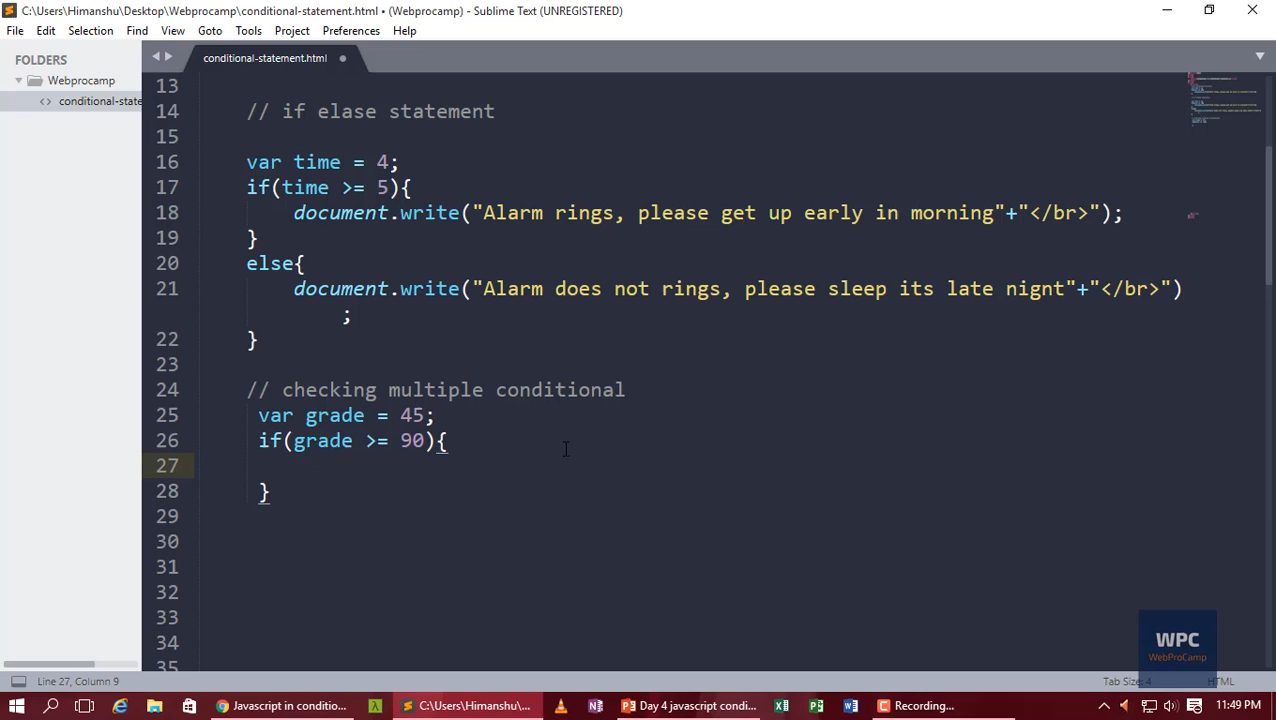 C:\Users\Himanshu\Desktop\Webprocamp\conditional-statement.html • (Webprocamp) - Sublime Text (UNREGISTERED)
File Edit Selection Find View Goto Tools Project Preferences Help
FOLDERS
Webprocamp
<> conditional-state
conditional-statement.html
13
14 // if elase statement
15
16 var time = 4;
17 if(time >= 5){
18 document.write("Alarm rings, please get up early in morning"+"</br>");
19 }
20 else{
21 document.write("Alarm does not rings, please sleep its late nignt"+"</br>")
;
22 }
23
24 // checking multiple conditional
25 var grade = 45;
26 if(grade >= 90){
27
28 }
29
30
31
32
33
34
35
WPC
WebProCamp
Line 27, Column 9
Tab Size: 4
HTML
Javascript in conditio...
C:\Users\Himanshu\...
Day 4 javascript condi...
Recording...
11:49 PM